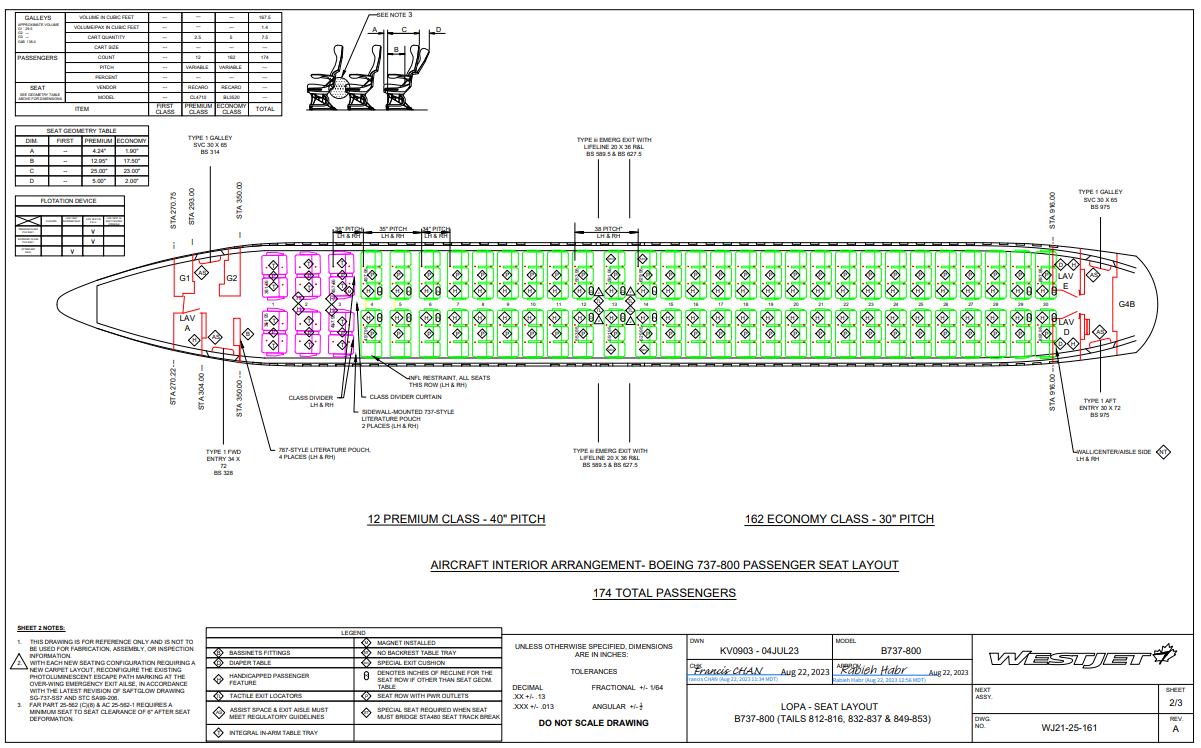 GALLEYS
APPROXIMATE VOLUME
VOLUME IN CUBIC FEET --- --- --- 167.5
VOLUME/PAX IN CUBIC FEET --- --- --- 1.4
CART QUANTITY --- 2.5 5 7.5
CART SIZE --- --- --- ---
PASSENGERS
COUNT --- 12 162 174
PITCH --- VARIABLE VARIABLE ---
PERCENT --- --- --- ---
SEAT
SEE GEOMETRY TABLE
ABOVE FOR DIMENSIONS
VENDOR --- RECARO RECARO ---
MODEL --- CL4710 BL3520 ---
ITEM FIRST CLASS PREMIUM CLASS ECONOMY CLASS TOTAL
SEE NOTE 3
A C D
B
SEAT GEOMETRY TABLE
DIM. FIRST PREMIUM ECONOMY
A -- 4.24" 1.90"
B -- 12.95" 17.50"
C -- 25.00" 23.00"
D -- 5.00" 2.00"
FLOTATION DEVICE
TYPE 1 GALLEY
SVC 30 X 65
BS 314
TYPE iii EMERG EXIT WITH
LIFELINE 20 X 36 R&L
BS 589.5 & BS 627.5
TYPE 1 GALLEY
SVC 30 X 65
BS 975
STA 270.75
STA 293.00
STA 350.00
STA 916.00
36" PITCH
LH & RH
35" PITCH
LH & RH
34" PITCH
LH & RH
38 PITCH"
LH & RH
G1
G2
AS
LAV
A
H
AS
B
1 2 3 4 5 6 7 8 9 10 11 12 13 14 15 16 17 18 19 20 21 22 23 24 25 26 27 28 29 30
LAV
E
LAV
D
AS
AS
G4B
STA 270.22
STA 304.00
STA 350.00
STA 916.00
INFL RESTRAINT, ALL SEATS
THIS ROW (LH & RH)
CLASS DIVIDER
LH & RH
CLASS DIVIDER CURTAIN
SIDEWALL-MOUNTED 737-STYLE
LITERATURE POUCH
2 PLACES (LH & RH)
TYPE 1 FWD
ENTRY 34 X
72
BS 328
787-STYLE LITERATURE POUCH,
4 PLACES (LH & RH)
TYPE iii EMERG EXIT WITH
LIFELINE 20 X 36 R&L
BS 589.5 & BS 627.5
TYPE 1 AFT
ENTRY 30 X 72
BS 975
WALL/CENTER/AISLE SIDE
LH & RH
NT
12 PREMIUM CLASS - 40" PITCH
162 ECONOMY CLASS - 30" PITCH
AIRCRAFT INTERIOR ARRANGEMENT- BOEING 737-800 PASSENGER SEAT LAYOUT
174 TOTAL PASSENGERS
SHEET 2 NOTES:
1. THIS DRAWING IS FOR REFERENCE ONLY AND IS NOT TO
BE USED FOR FABRICATION, ASSEMBLY, OR INSPECTION
INFORMATION.
2. WITH EACH NEW SEATING CONFIGURATION REQUIRING A
NEW CARPET LAYOUT, RECONFIGURE THE EXISTING
PHOTOLUMINESCENT ESCAPE PATH MARKING AT THE
OVER-WING EMERGENCY EXIT AILSE, IN ACCORDANCE
WITH THE LATEST REVISION OF SAFTGLOW DRAWING
SG-737-SS7 AND STC SA99-206.
3. FAR PART 25-562 (C)(8) & AC 25-562-1 REQUIRES A
MINIMUM SEAT TO SEAT CLEARANCE OF 6" AFTER SEAT
DEFORMATION.
LEGEND
MAGNET INSTALLED
BASSINETS FITTINGS
NO BACKREST TABLE TRAY
DIAPER TABLE
SPECIAL EXIT CUSHION
HANDICAPPED PASSENGER
FEATURE
DENOTES INCHES OF RECLINE FOR THE
SEAT ROW IF OTHER THAN SEAT GEOM.
TABLE
TACTILE EXIT LOCATORS
SEAT ROW WITH PWR OUTLETS
ASSIST SPACE & EXIT AISLE MUST
MEET REGULATORY GUIDELINES
SPECIAL SEAT REQUIRED WHEN SEAT
MUST BRIDGE STA480 SEAT TRACK BREAK
INTEGRAL IN-ARM TABLE TRAY
UNLESS OTHERWISE SPECIFIED, DIMENSIONS
ARE IN INCHES:
TOLERANCES
DECIMAL FRACTIONAL +/- 1/64
.XX +/- .13
.XXX +/- .013 ANGULAR +/- ½
DO NOT SCALE DRAWING
DWN
KV0903 - 04JUL23
MODEL
B737-800
CHK
Francis CHAN Aug 22, 2023
Francis CHAN (Aug 22, 2023 11:34 MDT)
APPROV.
Rabieh Habr Aug 22, 2023
Rabieh Habr (Aug 22, 2023 12:56 MDT)
LOPA - SEAT LAYOUT
B737-800 (TAILS 812-816, 832-837 & 849-853)
WESTJET
NEXT
ASSY.
SHEET
2/3
DWG.
NO.
WJ21-25-161
REV.
A